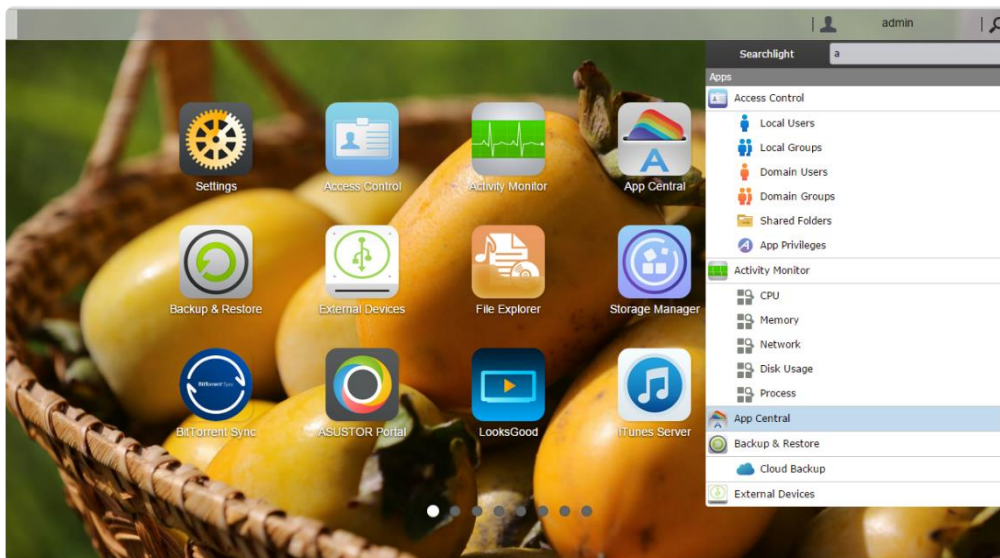 admin
Searchlight
a
Apps
Access Control
Local Users
Local Groups
Domain Users
Domain Groups
Shared Folders
App Privileges
Activity Monitor
CPU
Memory
Network
Disk Usage
Process
App Central
Backup & Restore
Cloud Backup
External Devices
Settings
Access Control
Activity Monitor
App Central
Backup & Restore
External Devices
File Explorer
Storage Manager
BitTorrent Sync
BitTorrent Sync
ASUSTOR Portal
LooksGood
iTunes Server